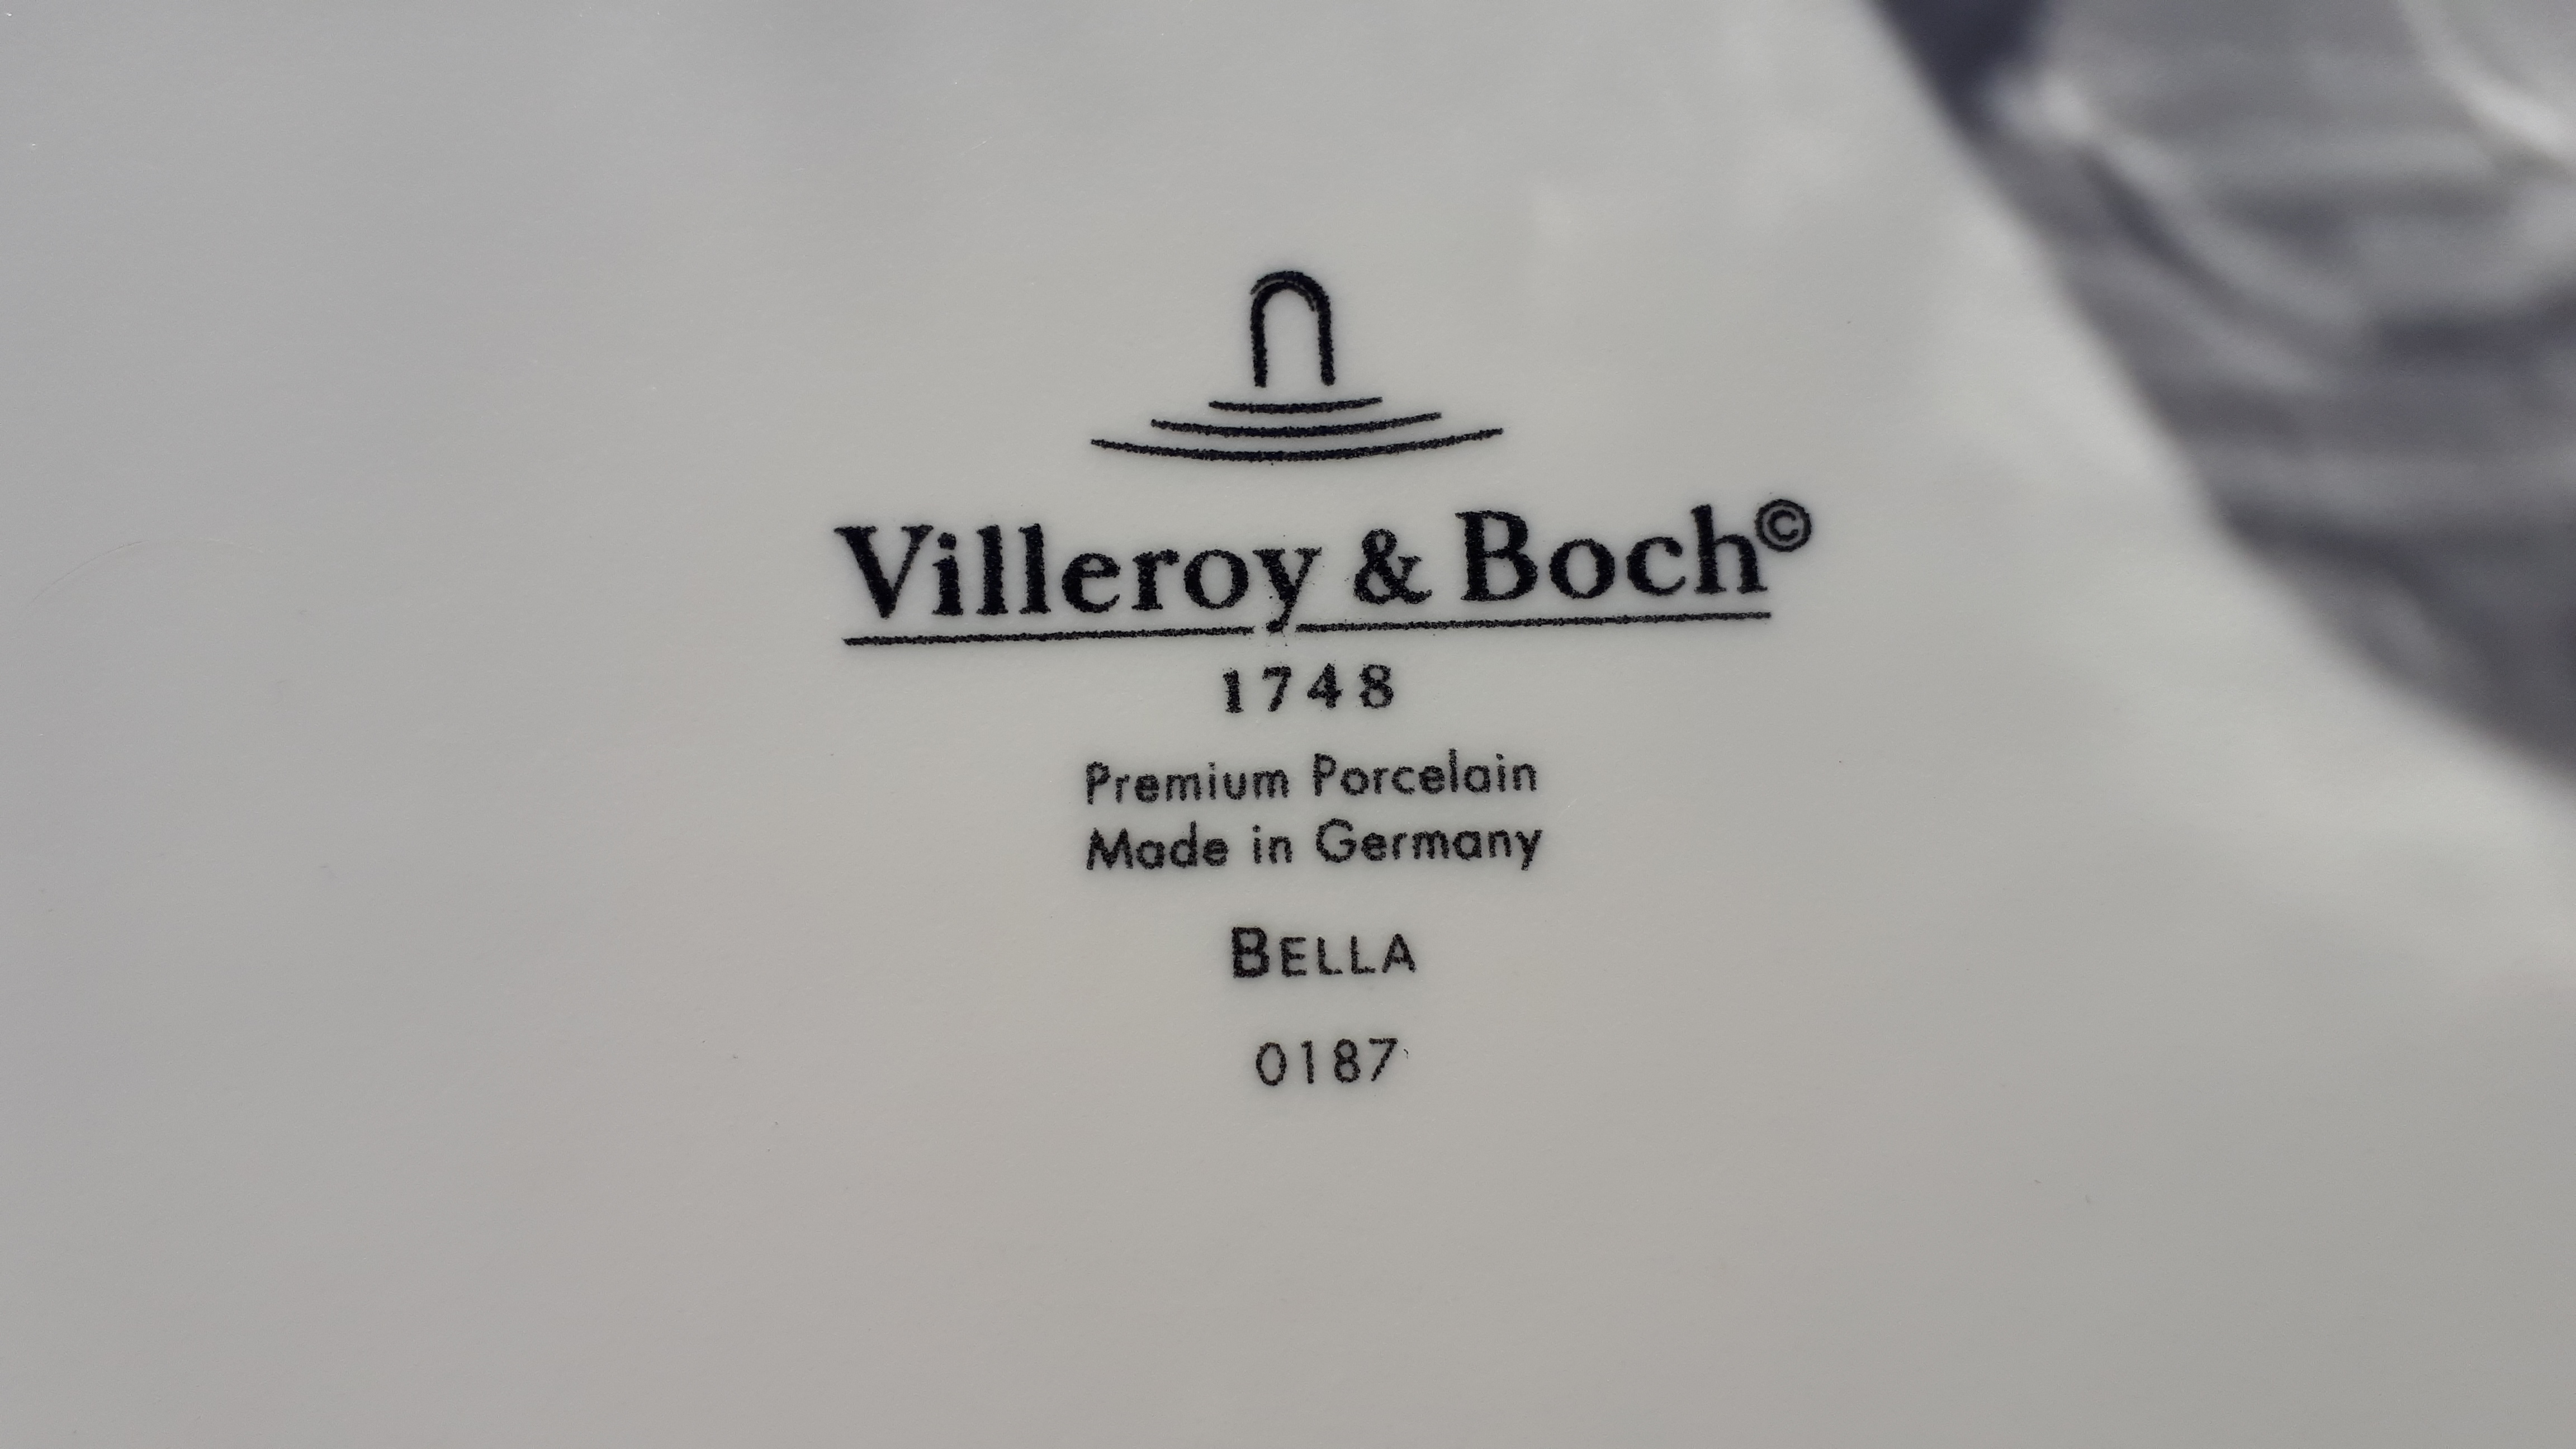 Villeroy & Boch©
1748
Premium Porcelain
Made in Germany
BELLA
0187